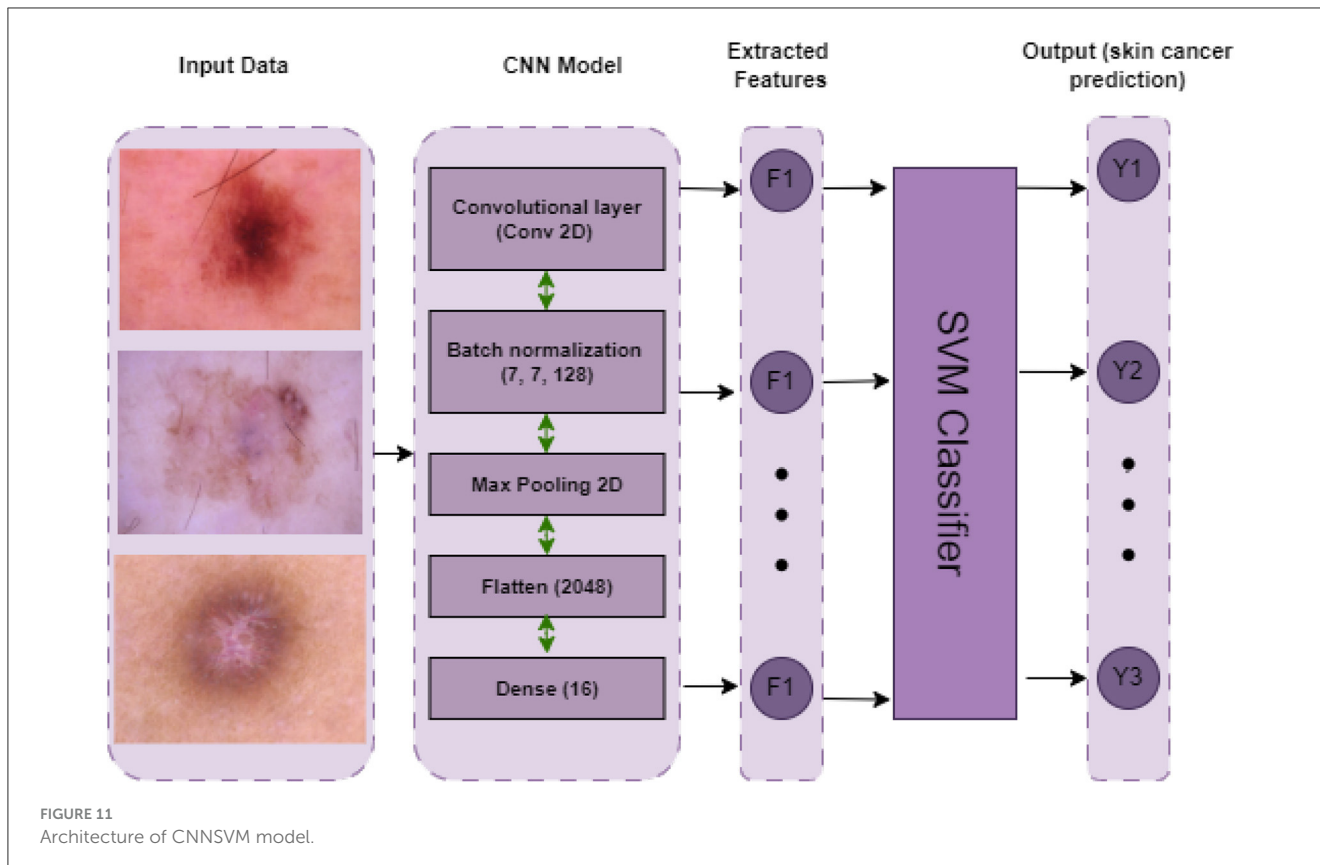 Input Data
CNN Model
Extracted
Features
Output (skin cancer
prediction)
Convolutional layer
(Conv 2D)
Batch normalization
(7, 7, 128)
Max Pooling 2D
Flatten (2048)
Dense (16)
F1
F1
F1
SVM Classifier
Y1
Y2
Y3
FIGURE 11
Architecture of CNNSVM model.